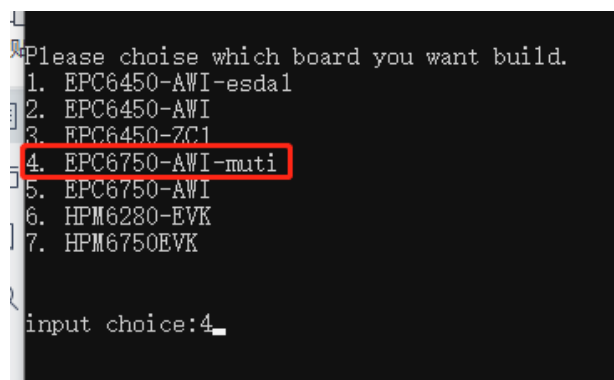 Please choise which board you want build.
1. EPC6450-AWI-esda1
2. EPC6450-AWI
3. EPC6450-ZC1
4. EPC6750-AWI-muti
5. EPC6750-AWI
6. HPM6280-EVK
7. HPM6750EVK
input choice:4_